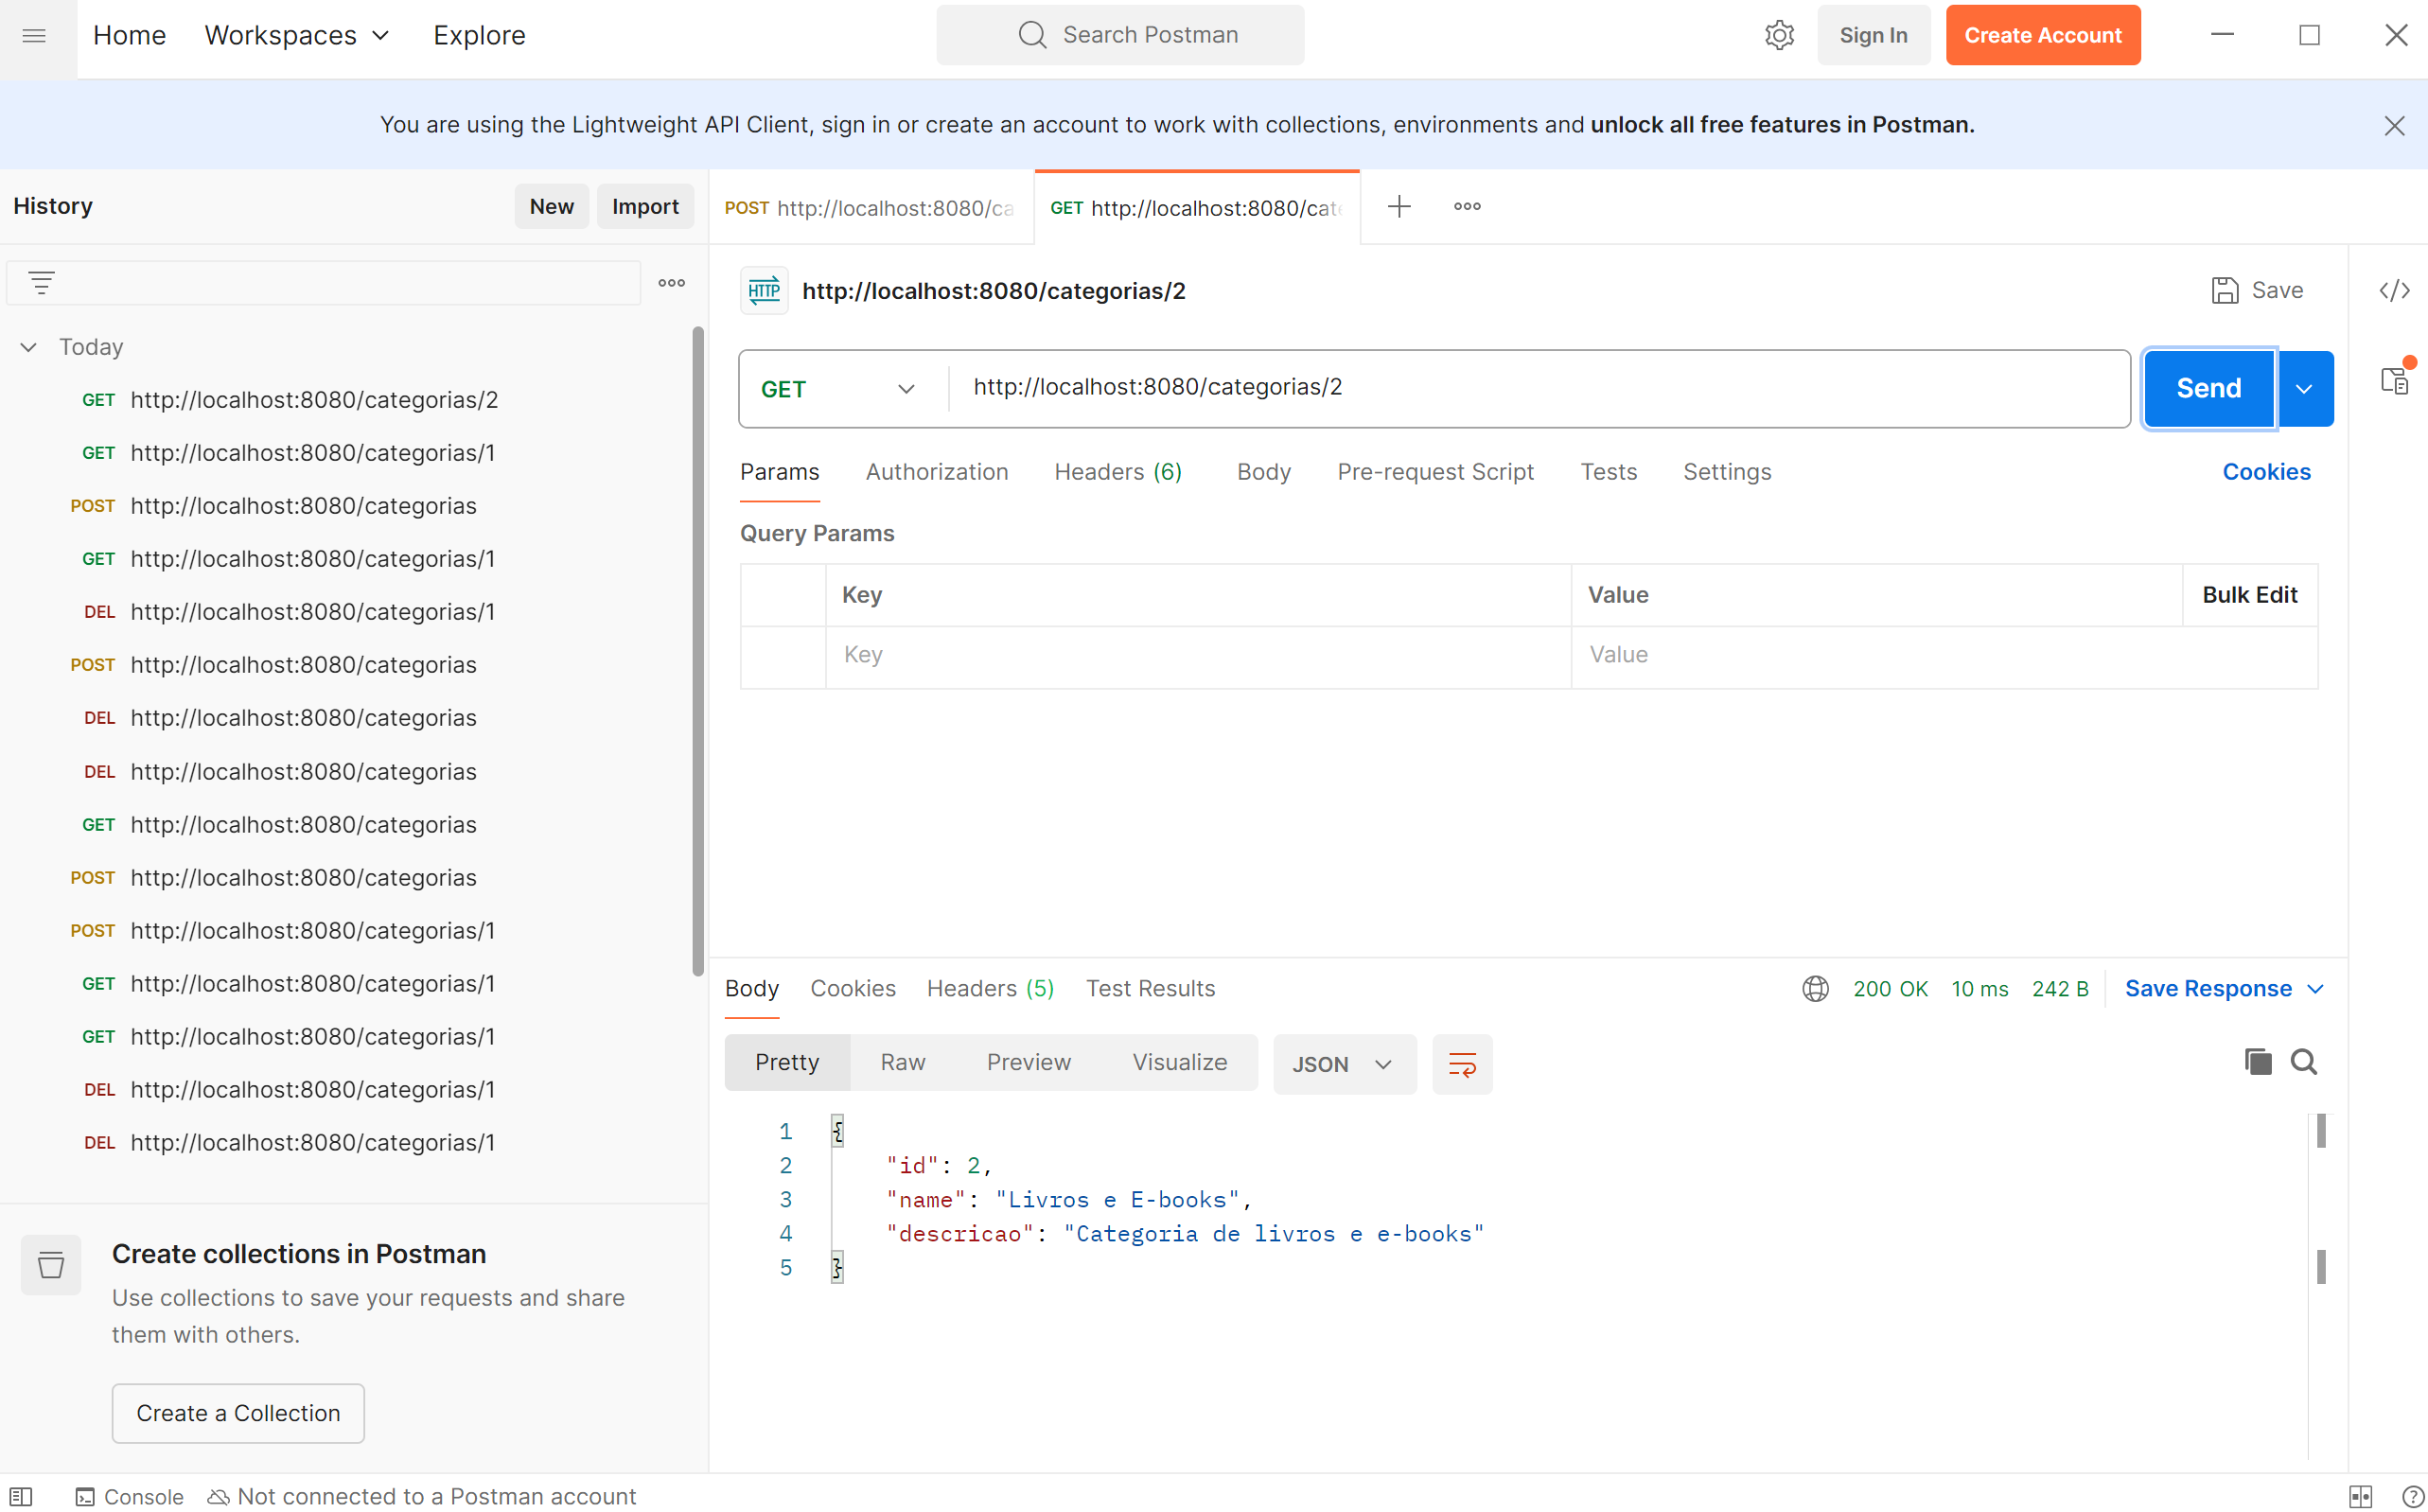 Home Workspaces Explore Search Postman Sign In Create Account
You are using the Lightweight API Client, sign in or create an account to work with collections, environments and unlock all free features in Postman.
History New Import
Today
GET http://localhost:8080/categorias/2
GET http://localhost:8080/categorias/1
POST http://localhost:8080/categorias
GET http://localhost:8080/categorias/1
DEL http://localhost:8080/categorias/1
POST http://localhost:8080/categorias
DEL http://localhost:8080/categorias
DEL http://localhost:8080/categorias
GET http://localhost:8080/categorias
POST http://localhost:8080/categorias
POST http://localhost:8080/categorias/1
GET http://localhost:8080/categorias/1
GET http://localhost:8080/categorias/1
DEL http://localhost:8080/categorias/1
DEL http://localhost:8080/categorias/1
Create collections in Postman
Use collections to save your requests and share
them with others.
Create a Collection
POST http://localhost:8080/ca GET http://localhost:8080/cate
HTTP http://localhost:8080/categorias/2 Save
GET http://localhost:8080/categorias/2 Send
Params Authorization Headers (6) Body Pre-request Script Tests Settings Cookies
Query Params
Key Value Bulk Edit
Key Value
Body Cookies Headers (5) Test Results 200 OK 10 ms 242 B Save Response
Pretty Raw Preview Visualize JSON
1 {
2 "id": 2,
3 "name": "Livros e E-books",
4 "descricao": "Categoria de livros e e-books"
5 }
Console Not connected to a Postman account